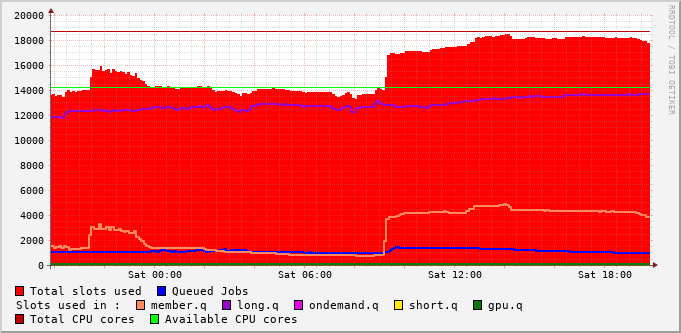 20000
18000
16000
14000
12000
10000
8000
6000
4000
2000
0
Sat 00:00 Sat 06:00 Sat 12:00 Sat 18:00
RRDTOOL / TOBI OETIKER
Total slots used Queued Jobs
Slots used in : member.q long.q ondemand.q short.q gpu.q
Total CPU cores Available CPU cores